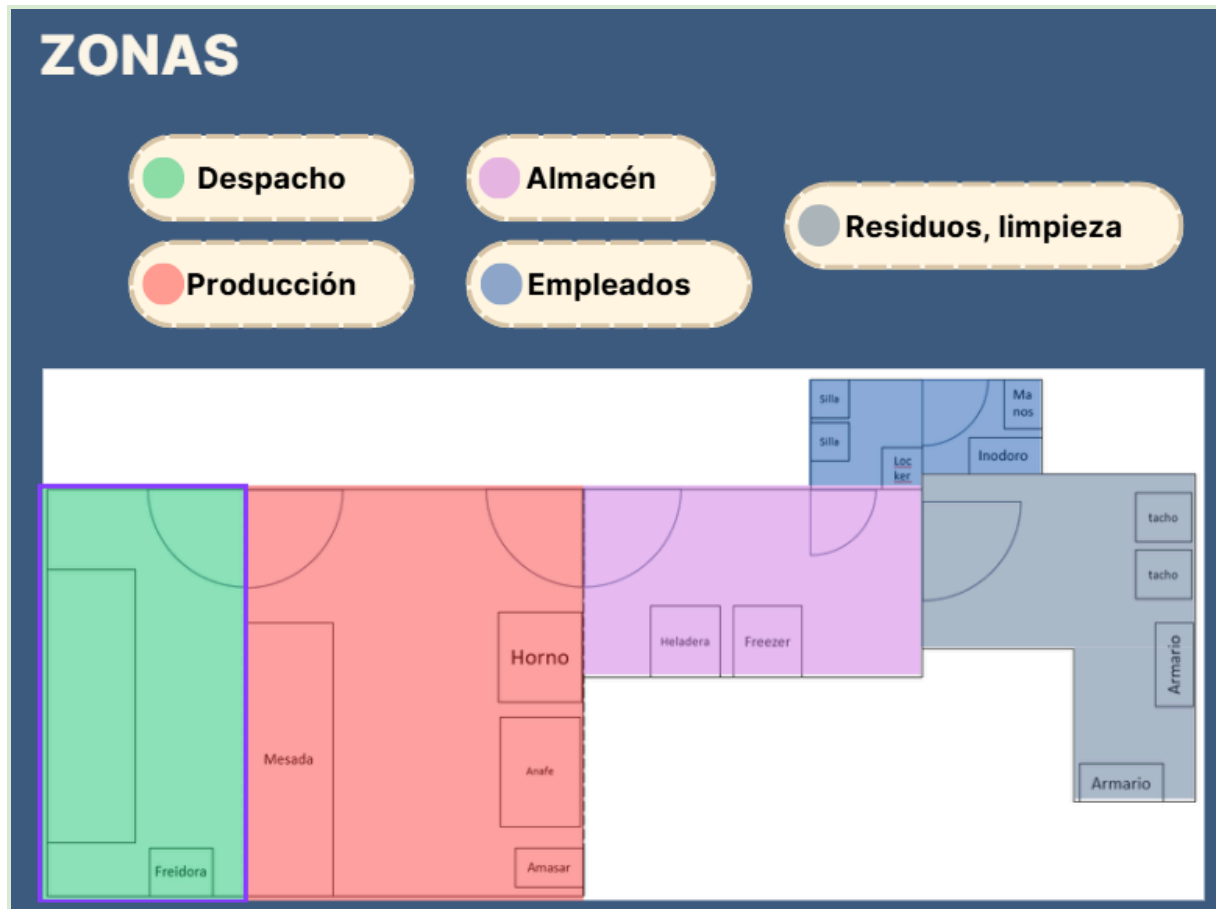 ZONAS
Despacho
Almacén
Residuos, limpieza
Producción
Empleados
Silla
Silla
Loc
ker
Ma
nos
Inodoro
tacho
tacho
Armario
Armario
Heladera
Freezer
Horno
Anafe
Amasar
Mesada
Freidora